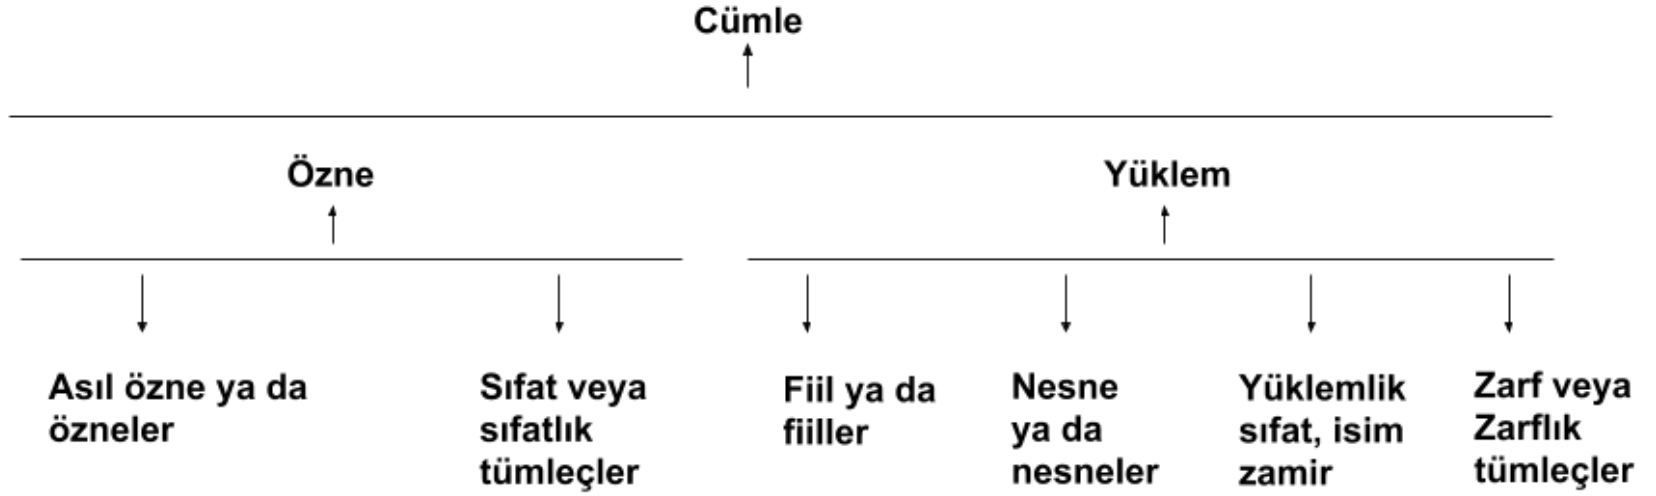 Cümle
Özne
Yüklem
Asıl özne ya da
özneler
Sıfat veya
sıfatlık
tümleçler
Fiil ya da
fiiller
Nesne
ya da
nesneler
Yüklemlik
sıfat, isim
zamir
Zarf veya
Zarflık
tümleçler